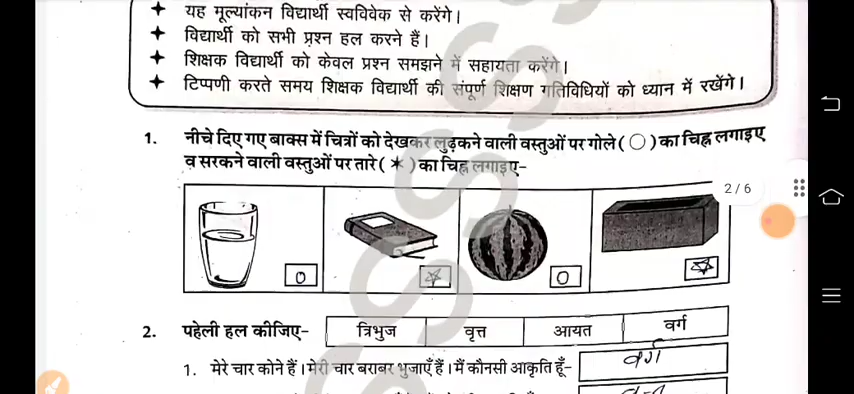 ✦ यह मूल्यांकन विद्यार्थी स्वविवेक से करेंगे।
✦ विद्यार्थी को सभी प्रश्न हल करने हैं।
✦ शिक्षक विद्यार्थी को केवल प्रश्न समझने में सहायता करेंगे।
✦ टिप्पणी करते समय शिक्षक विद्यार्थी की संपूर्ण शिक्षण गतिविधियों को ध्यान में रखेंगे।
1. नीचे दिए गए बाक्स में चित्रों को देखकर लुढ़कने वाली वस्तुओं पर गोले ( ○ ) का चिह्न लगाइए
व सरकने वाली वस्तुओं पर तारे ( ✶ ) का चिह्न लगाइए-
2/6
2. पहेली हल कीजिए- त्रिभुज वृत्त आयत वर्ग
1. मेरे चार कोने हैं। मेरी चार बराबर भुजाएँ हैं। मैं कौनसी आकृति हूँ- वर्ग